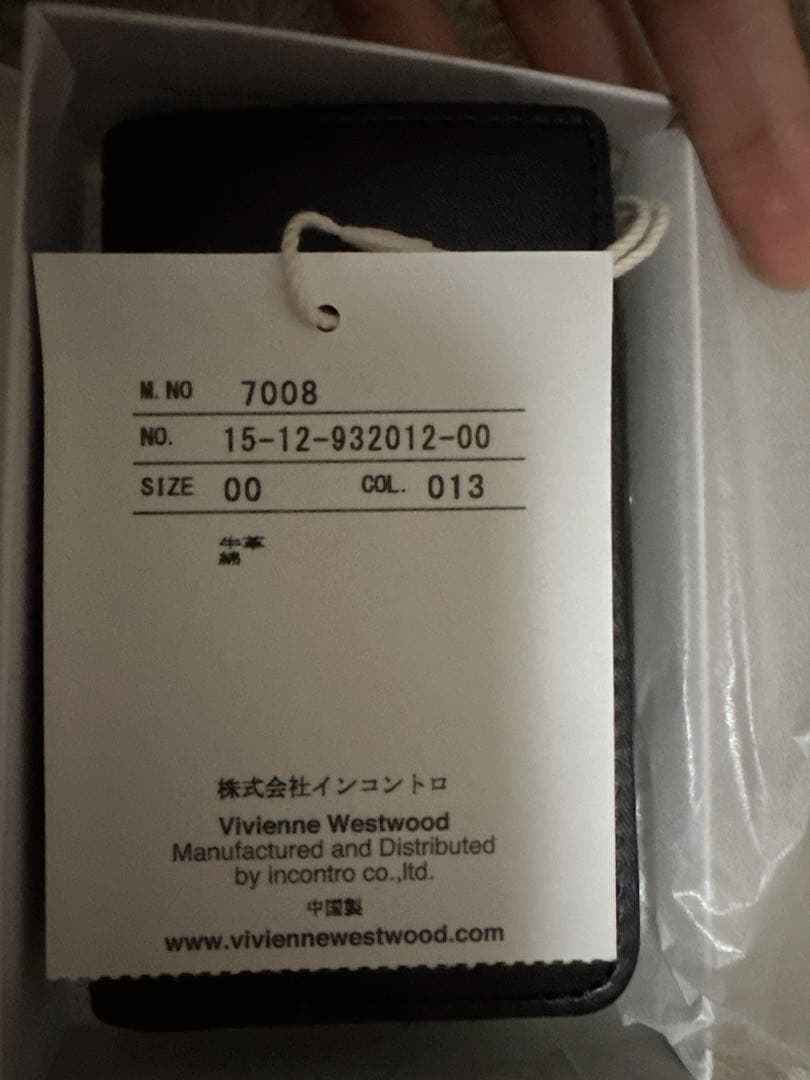 M.NO 7008
NO. 15-12-932012-00
SIZE 00 COL. 013
牛革
綿
株式会社インコントロ
Vivienne Westwood
Manufactured and Distributed
by incontro co.,ltd.
中国製
www.viviennewestwood.com